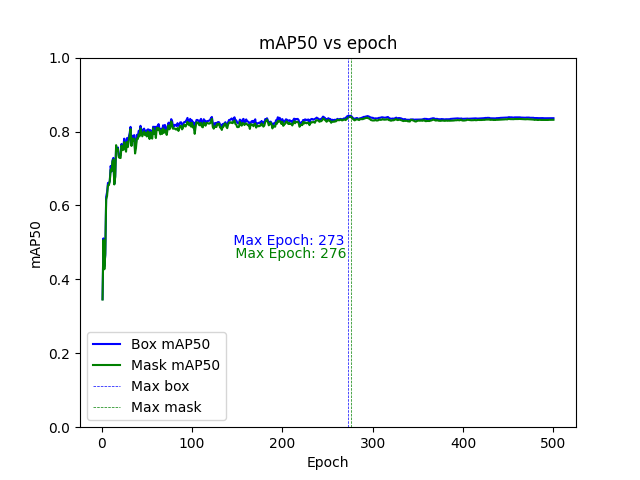 mAP50 vs epoch
1.0
0.8
0.6
0.4
0.2
0.0
mAP50
Max Epoch: 273
Max Epoch: 276
Box mAP50
Mask mAP50
Max box
Max mask
0 100 200 300 400 500
Epoch